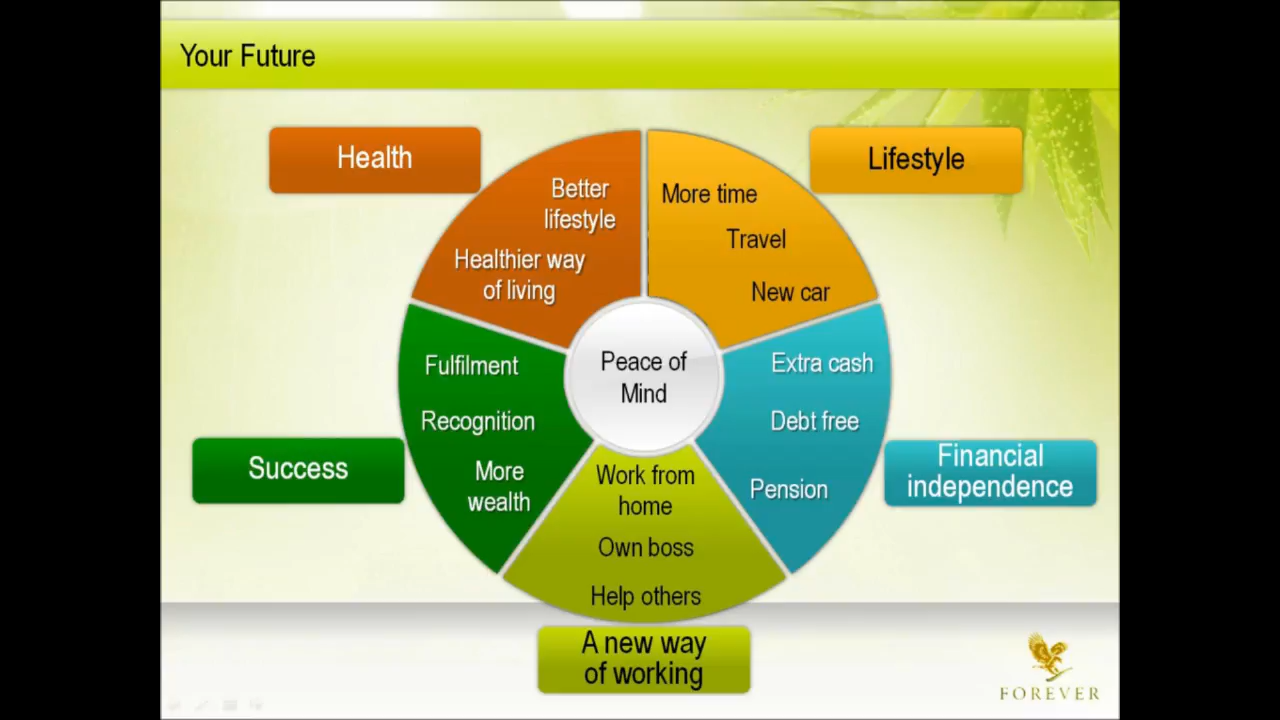 Your Future
Health
Lifestyle
Better
lifestyle
Healthier way
of living
More time
Travel
New car
Fulfilment
Recognition
More
wealth
Peace of
Mind
Extra cash
Debt free
Pension
Success
Financial
independence
Work from
home
Own boss
Help others
A new way
of working
FOREVER